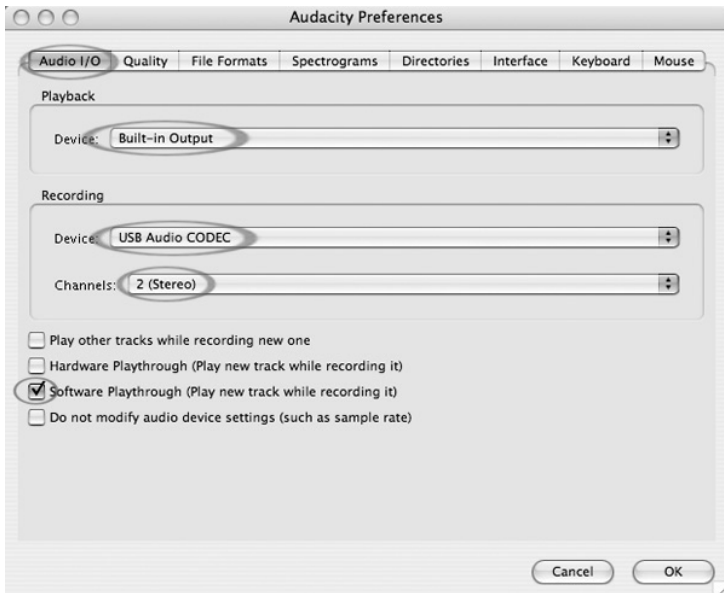 Audacity Preferences
Audio I/O Quality File Formats Spectrograms Directories Interface Keyboard Mouse
Playback
Device: Built-in Output
Recording
Device: USB Audio CODEC
Channels: 2 (Stereo)
Play other tracks while recording new one
Hardware Playthrough (Play new track while recording it)
Software Playthrough (Play new track while recording it)
Do not modify audio device settings (such as sample rate)
Cancel OK